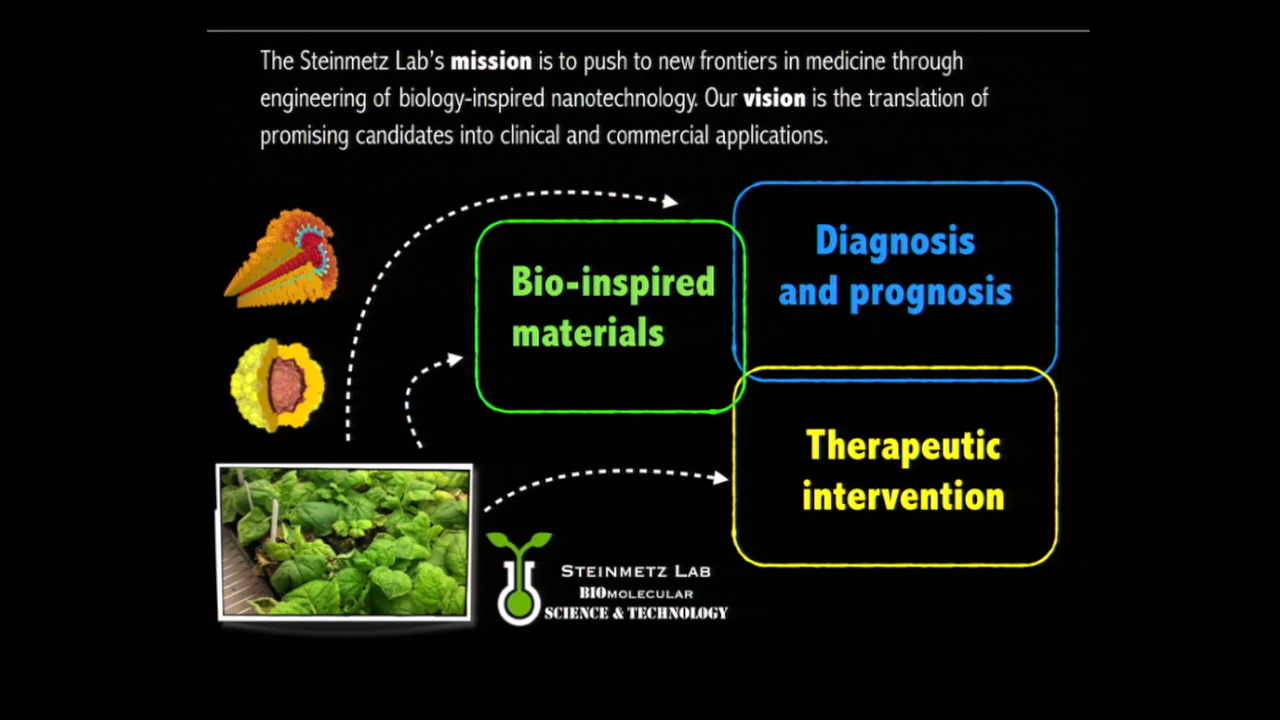 The Steinmetz Lab's mission is to push to new frontiers in medicine through
engineering of biology-inspired nanotechnology. Our vision is the translation of
promising candidates into clinical and commercial applications.
Diagnosis
and prognosis
Bio-inspired
materials
Therapeutic
intervention
STEINMETZ LAB
BIOMOLECULAR
SCIENCE & TECHNOLOGY